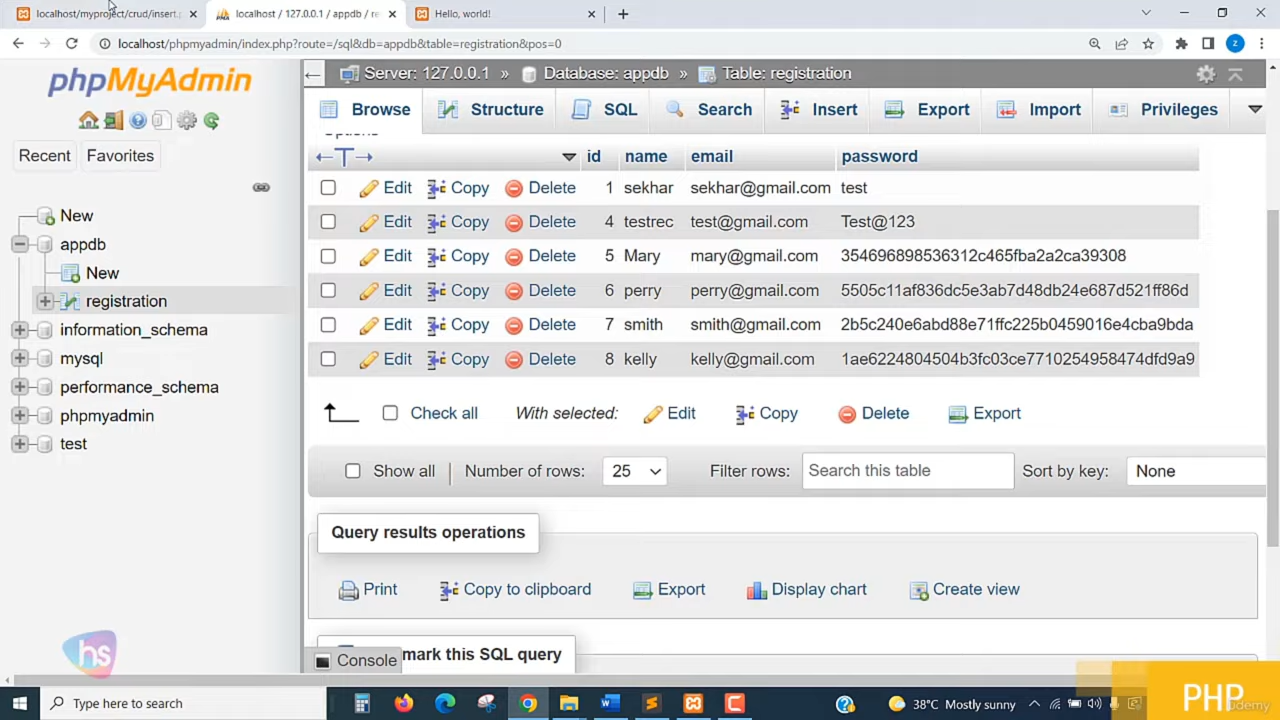 localhost/myproject/crud/insert.p
localhost / 127.0.0.1 / appdb / re
Hello, world!
localhost/phpmyadmin/index.php?route=/sql&db=appdb&table=registration&pos=0
phpMyAdmin
Recent
Favorites
New
appdb
New
registration
information_schema
mysql
performance_schema
phpmyadmin
test
Server: 127.0.0.1 » Database: appdb » Table: registration
Browse Structure SQL Search Insert Export Import Privileges
Options
id name email password
Edit Copy Delete 1 sekhar sekhar@gmail.com test
Edit Copy Delete 4 testrec test@gmail.com Test@123
Edit Copy Delete 5 Mary mary@gmail.com 354696898536312c465fba2a2ca39308
Edit Copy Delete 6 perry perry@gmail.com 5505c11af836dc5e3ab7d48db24e687d521ff86d
Edit Copy Delete 7 smith smith@gmail.com 2b5c240e6abd88e71ffc225b0459016e4cba9bda
Edit Copy Delete 8 kelly kelly@gmail.com 1ae6224804504b3fc03ce7710254958474dfd9a9
Check all With selected: Edit Copy Delete Export
Show all Number of rows: 25 Filter rows: Search this table Sort by key: None
Query results operations
Print Copy to clipboard Export Display chart Create view
mark this SQL query
Console
hs
Type here to search
38°C Mostly sunny
PHP
udemy